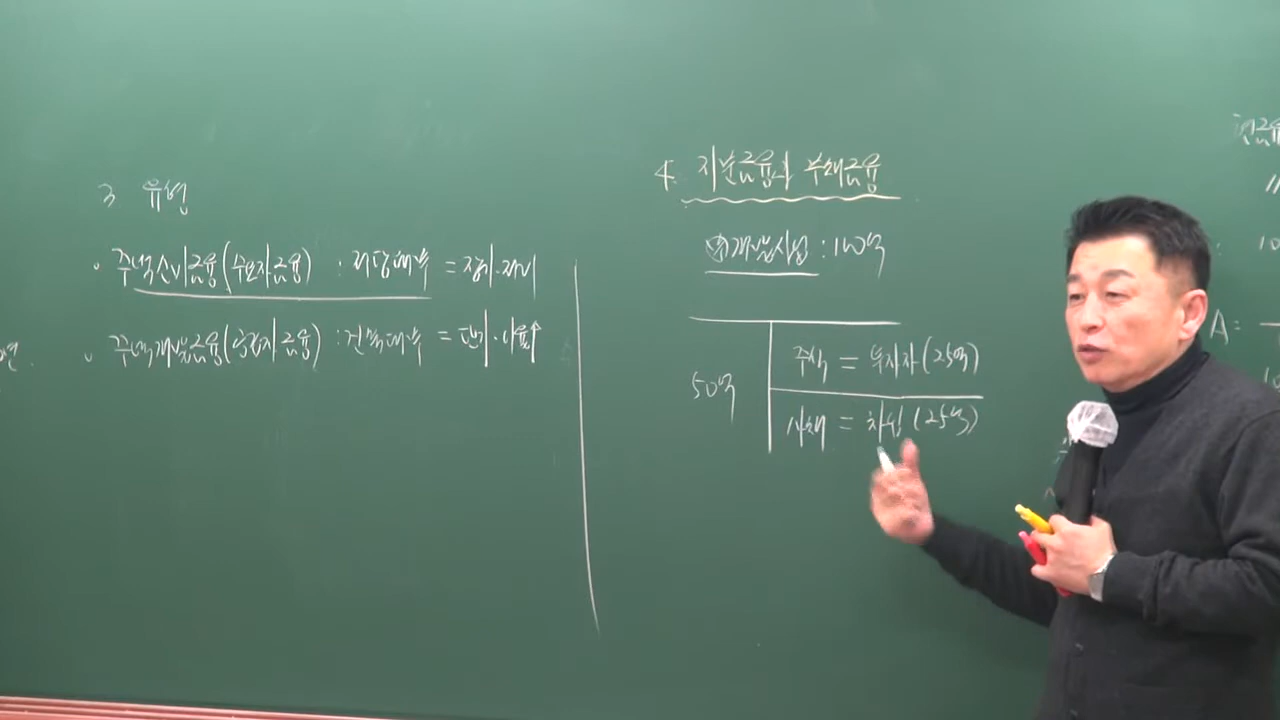 3 유형
· 주택소비금융(수요자금융) : 저당대부 = 장기·저리
· 주택개발금융(공급자금융) : 건축대부 = 단기·이율↑
4. 지분금융과 부채금융
개발사업 : 100억
50억
주식 = 투자자(25억)
사채 = 차입(25억)
A :